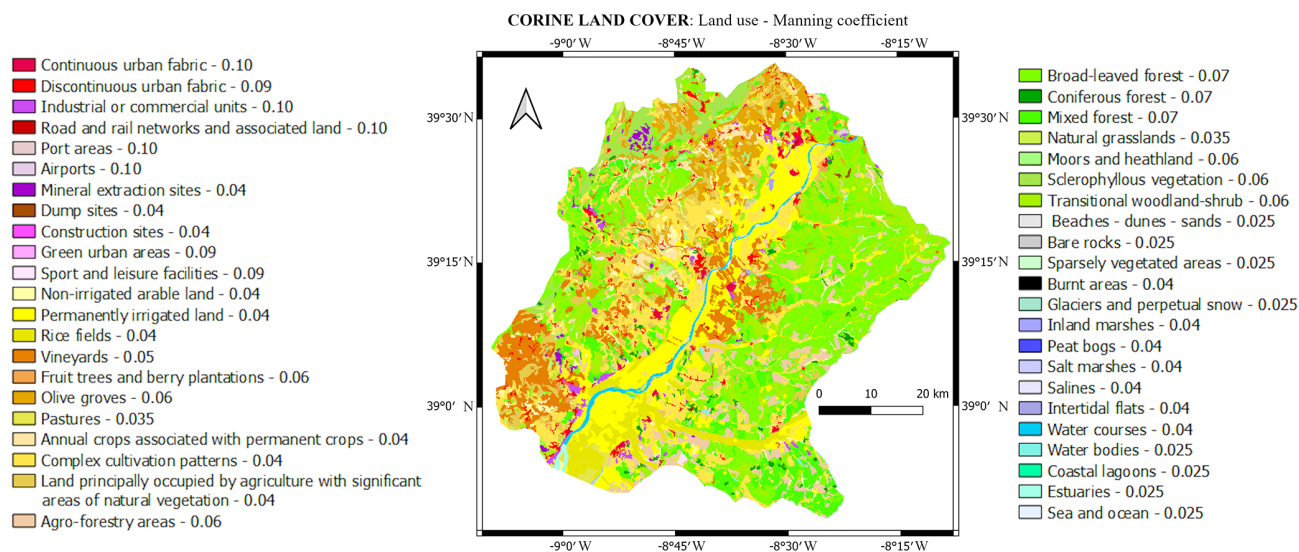 CORINE LAND COVER: Land use - Manning coefficient
-9°0′ W
-8°45′ W
-8°30′ W
-8°15′ W
Continuous urban fabric - 0.10
Discontinuous urban fabric - 0.09
Industrial or commercial units - 0.10
Road and rail networks and associated land - 0.10
Port areas - 0.10
Airports - 0.10
Mineral extraction sites - 0.04
Dump sites - 0.04
Construction sites - 0.04
Green urban areas - 0.09
Sport and leisure facilities - 0.09
Non-irrigated arable land - 0.04
Permanently irrigated land - 0.04
Rice fields - 0.04
Vineyards - 0.05
Fruit trees and berry plantations - 0.06
Olive groves - 0.06
Pastures - 0.035
Annual crops associated with permanent crops - 0.04
Complex cultivation patterns - 0.04
Land principally occupied by agriculture with significant
areas of natural vegetation - 0.04
Agro-forestry areas - 0.06
39°30′ N
39°15′ N
39°0′ N
39°30′ N
39°15′ N
39°0′ N
0 10 20 km
-9°0′ W
-8°45′ W
-8°30′ W
-8°15′ W
Broad-leaved forest - 0.07
Coniferous forest - 0.07
Mixed forest - 0.07
Natural grasslands - 0.035
Moors and heathland - 0.06
Sclerophyllous vegetation - 0.06
Transitional woodland-shrub - 0.06
Beaches - dunes - sands - 0.025
Bare rocks - 0.025
Sparsely vegetated areas - 0.025
Burnt areas - 0.04
Glaciers and perpetual snow - 0.025
Inland marshes - 0.04
Peat bogs - 0.04
Salt marshes - 0.04
Salines - 0.04
Intertidal flats - 0.04
Water courses - 0.04
Water bodies - 0.025
Coastal lagoons - 0.025
Estuaries - 0.025
Sea and ocean - 0.025